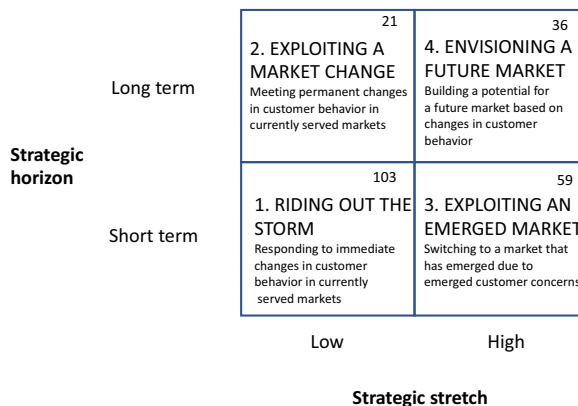 21
2. EXPLOITING A
MARKET CHANGE
Meeting permanent changes
in customer behavior in
currently served markets
36
4. ENVISIONING A
FUTURE MARKET
Building a potential for
a future market based on
changes in customer
behavior
Long term
Strategic
horizon
103
1. RIDING OUT THE
STORM
Responding to immediate
changes in customer
behavior in currently
served markets
59
3. EXPLOITING AN
EMERGED MARKET
Switching to a market that
has emerged due to
emerged customer concerns
Short term
Low
High
Strategic stretch